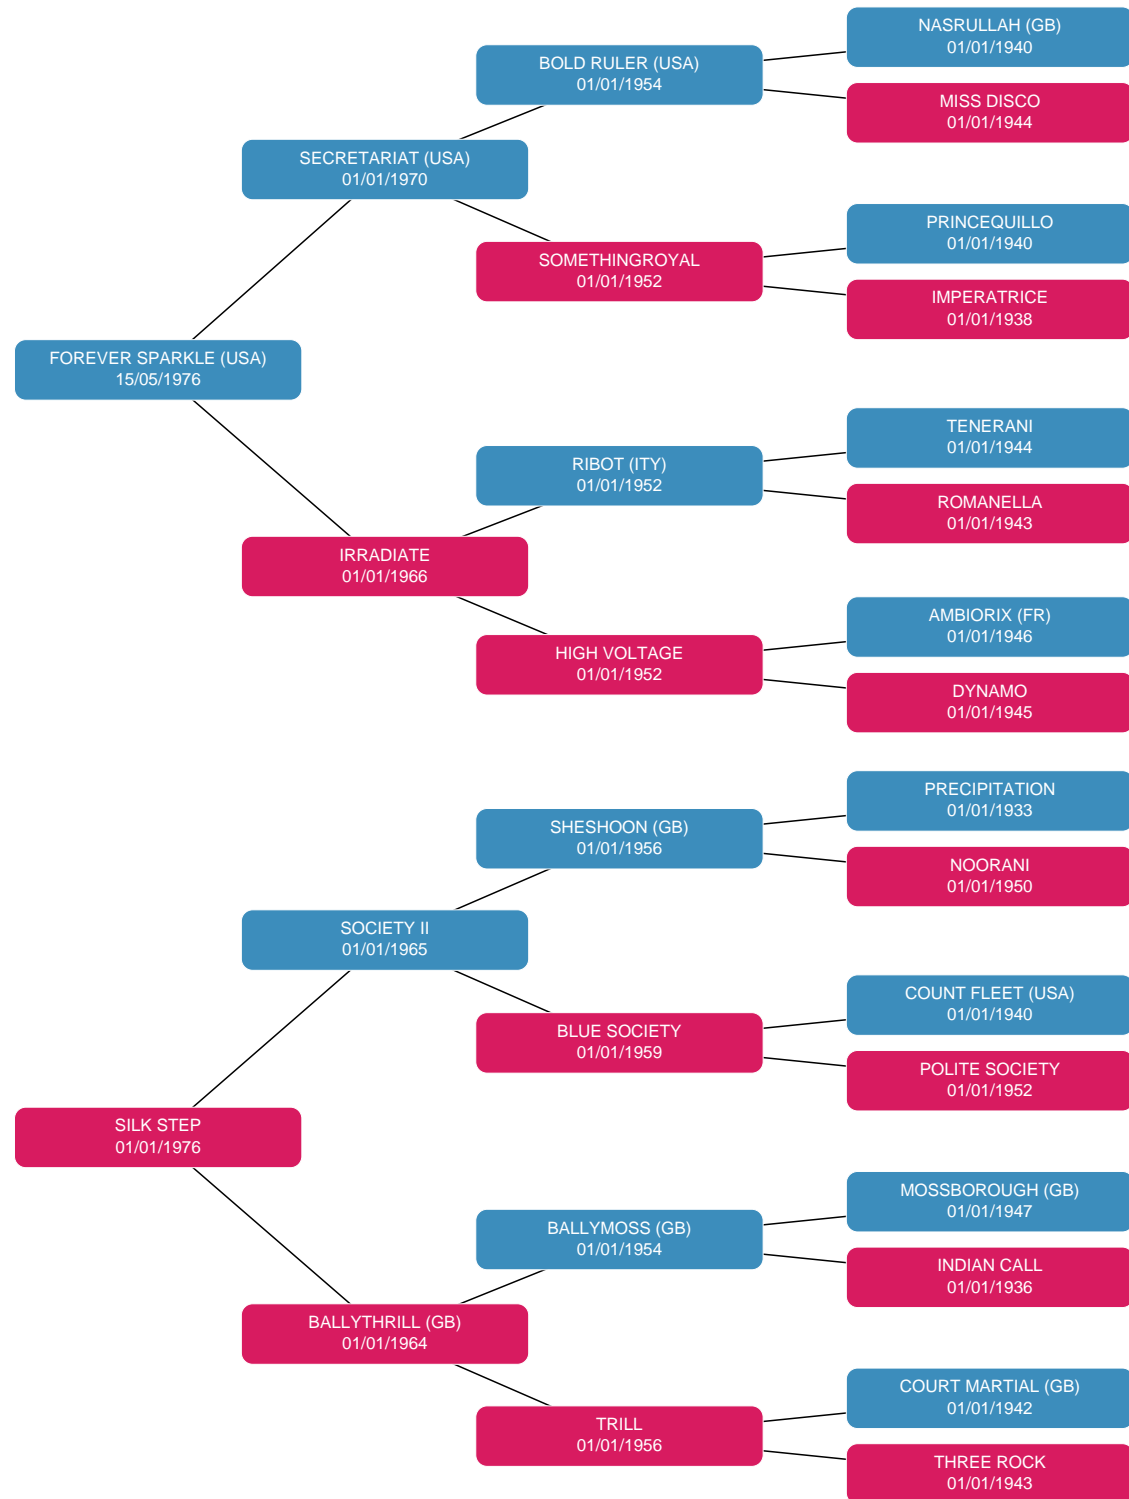 NASRULLAH (GB)
01/01/1940
BOLD RULER (USA)
01/01/1954
MISS DISCO
01/01/1944
SECRETARIAT (USA)
01/01/1970
PRINCEQUILLO
01/01/1940
SOMETHINGROYAL
01/01/1952
IMPERATRICE
01/01/1938
FOREVER SPARKLE (USA)
15/05/1976
TENERANI
01/01/1944
RIBOT (ITY)
01/01/1952
ROMANELLA
01/01/1943
IRRADIATE
01/01/1966
AMBIORIX (FR)
01/01/1946
HIGH VOLTAGE
01/01/1952
DYNAMO
01/01/1945
PRECIPITATION
01/01/1933
SHESHOON (GB)
01/01/1956
NOORANI
01/01/1950
SOCIETY II
01/01/1965
COUNT FLEET (USA)
01/01/1940
BLUE SOCIETY
01/01/1959
POLITE SOCIETY
01/01/1952
SILK STEP
01/01/1976
MOSSBOROUGH (GB)
01/01/1947
BALLYMOSS (GB)
01/01/1954
INDIAN CALL
01/01/1936
BALLYTHRILL (GB)
01/01/1964
COURT MARTIAL (GB)
01/01/1942
TRILL
01/01/1956
THREE ROCK
01/01/1943